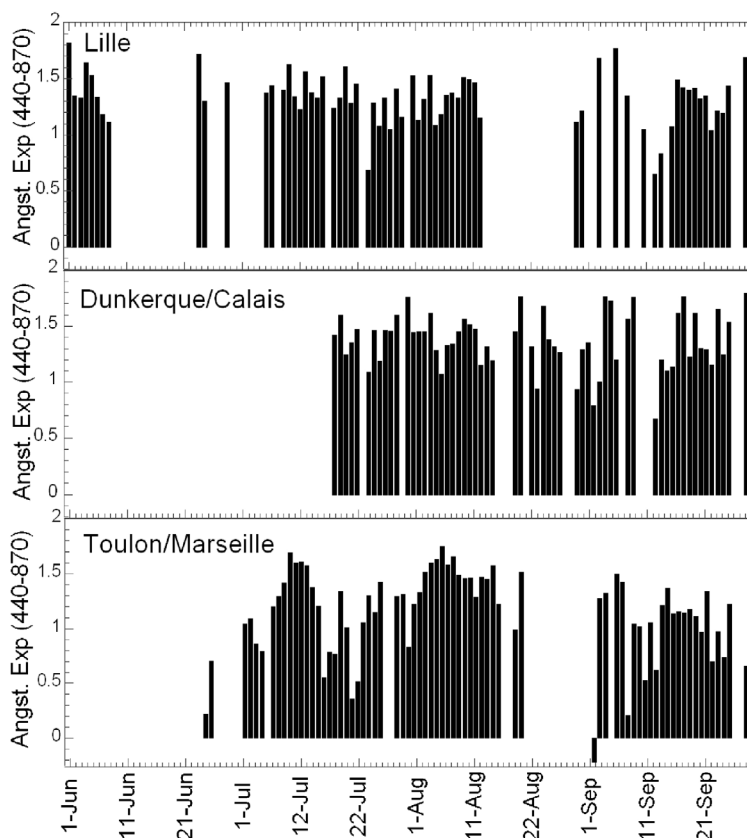 2
Lille
1.5
1
0.5
0
Angst. Exp (440-870)
2
Dunkerque/Calais
1.5
1
0.5
0
Angst. Exp (440-870)
2
Toulon/Marseille
1.5
1
0.5
0
Angst. Exp (440-870)
1-Jun
11-Jun
21-Jun
1-Jul
12-Jul
22-Jul
1-Aug
11-Aug
22-Aug
1-Sep
11-Sep
21-Sep